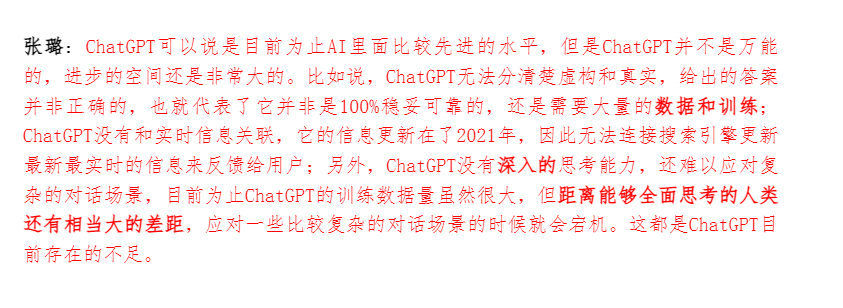 张璐：ChatGPT可以说是目前为止AI里面比较先进的水平，但是ChatGPT并不是万能
的，进步的空间还是非常大的。比如说，ChatGPT无法分清楚虚构和真实，给出的答案
并非正确的，也就代表了它并非是100%稳妥可靠的，还是需要大量的数据和训练；
ChatGPT没有和实时信息关联，它的信息更新在了2021年，因此无法连接搜索引擎更新
最新最实时的信息来反馈给用户；另外，ChatGPT没有深入的思考能力，还难以应对复
杂的对话场景，目前为止ChatGPT的训练数据量虽然很大，但距离能够全面思考的人类
还有相当大的差距，应对一些比较复杂的对话场景的时候就会宕机。这都是ChatGPT目
前存在的不足。